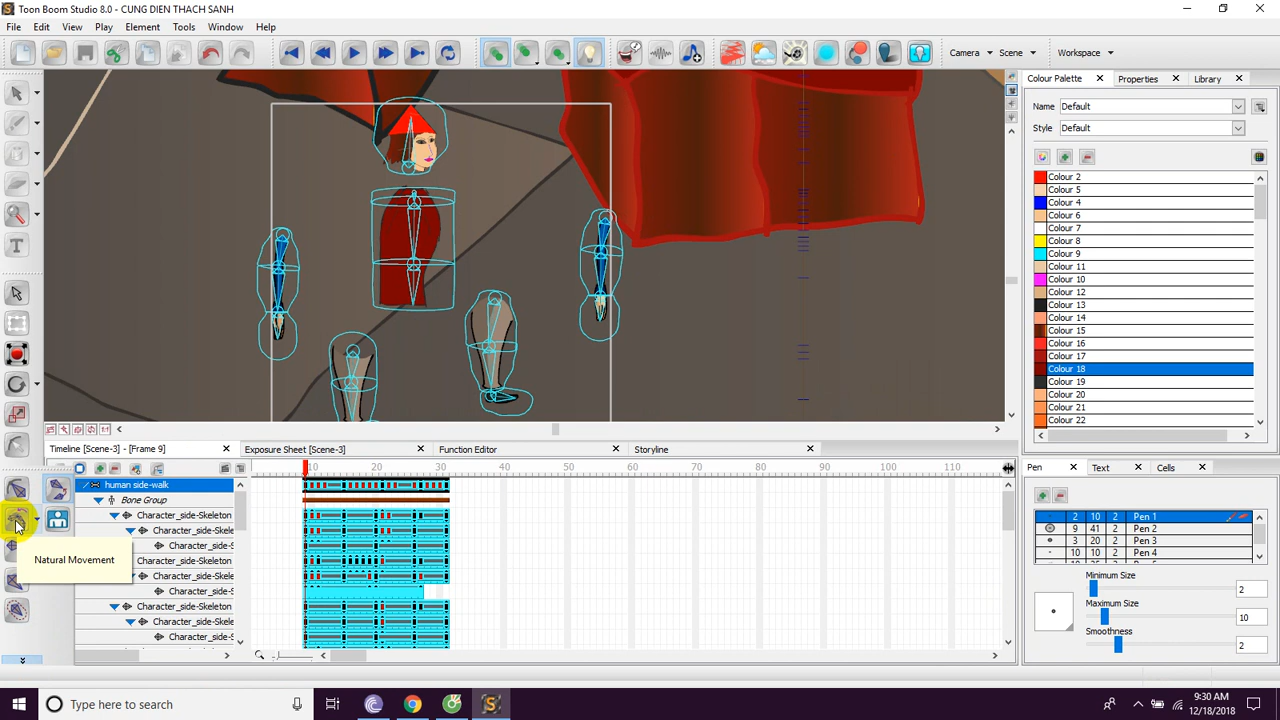 Toon Boom Studio 8.0 - CUNG DIEN THACH SANH
File Edit View Play Element Tools Window Help
Camera Scene Workspace
Colour Palette Properties Library
Name Default
Style Default
Colour 2
Colour 5
Colour 4
Colour 6
Colour 7
Colour 8
Colour 9
Colour 11
Colour 10
Colour 12
Colour 13
Colour 14
Colour 15
Colour 16
Colour 17
Colour 18
Colour 19
Colour 20
Colour 21
Colour 22
Timeline [Scene-3] - [Frame 9] Exposure Sheet [Scene-3] Function Editor Storyline
10 20 30 40 50 60 70 80 90 100 110
human side-walk
Bone Group
Character_side-Skeleton
Character_side-Skele
Character_side-S
Character_side-Skeleton
Character_side-Skele
Character_side-S
Character_side-Skeleton
Character_side-Skele
Character_side-S
Natural Movement
Pen Text Cells
2 10 2 Pen 1
9 41 2 Pen 2
3 20 2 Pen 3
10 10 2 Pen 4
Minimum Size
2
Maximum Size
10
Smoothness
2
Type here to search
9:30 AM
12/18/2018